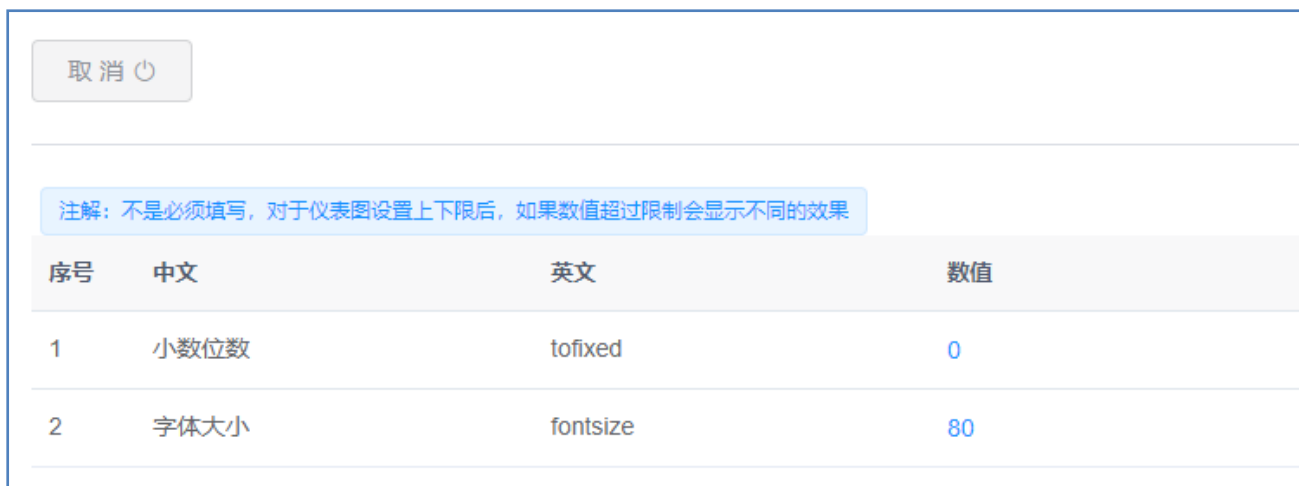 取 消
注解：不是必须填写，对于仪表图设置上下限后，如果数值超过限制会显示不同的效果
序号 中文 英文 数值
1 小数位数 tofixed 0
2 字体大小 fontsize 80